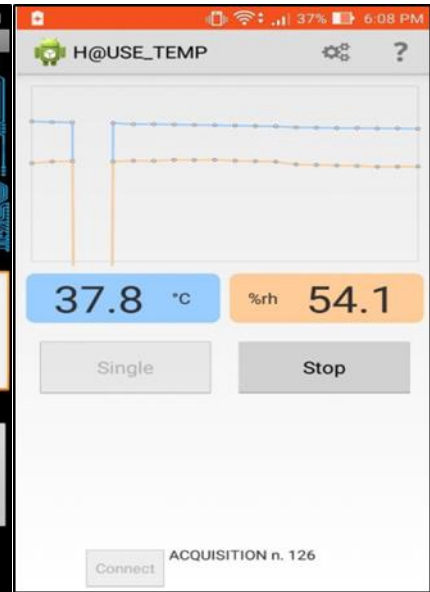 37% 6:08 PM
H@USE_TEMP ?
37.8 °C %rh 54.1
Single Stop
Connect ACQUISITION n. 126